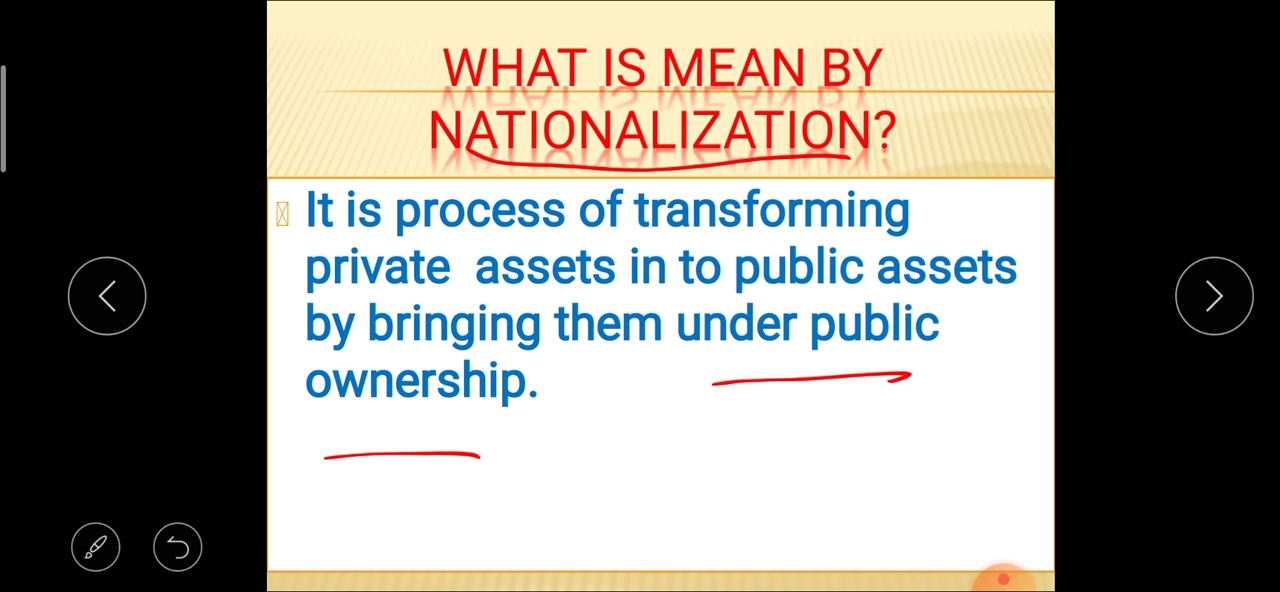 WHAT IS MEAN BY
NATIONALIZATION?
It is process of transforming
private assets in to public assets
by bringing them under public
ownership.